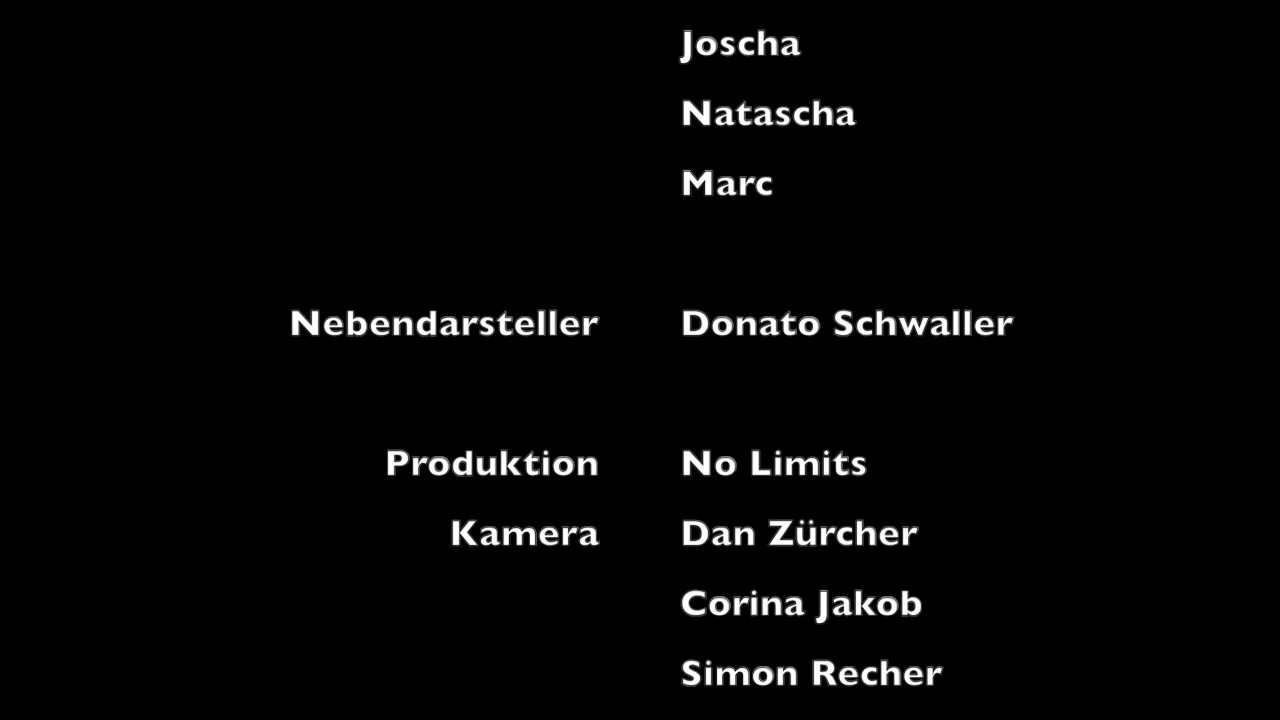 Joscha
Natascha
Marc
Nebendarsteller Donato Schwaller
Produktion No Limits
Kamera Dan Zürcher
Corina Jakob
Simon Recher